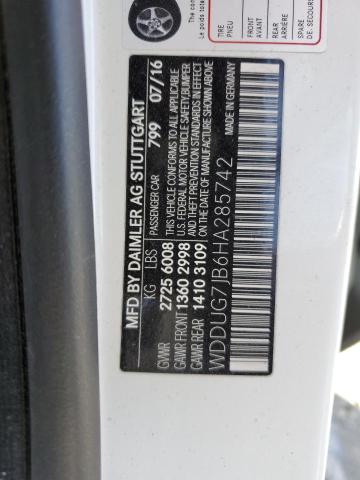 MFD BY DAIMLER AG STUTTGART
KG LBS PASSENGER CAR 799 07/16
GVWR 2725 6008 THIS VEHICLE CONFORMS TO ALL APPLICABLE
GAWR FRONT 1360 2998 U.S. FEDERAL MOTOR VEHICLE SAFETY, BUMPER
GAWR REAR 1410 3109 AND THEFT PREVENTION STANDARDS IN EFFECT
ON THE DATE OF MANUFACTURE SHOWN ABOVE
WDDUG7JB6HA285742
MADE IN GERMANY
TIRE
PNEU
FRONT
AVANT
REAR
ARRIÈRE
SPARE
DE SECOURS
Le poids total